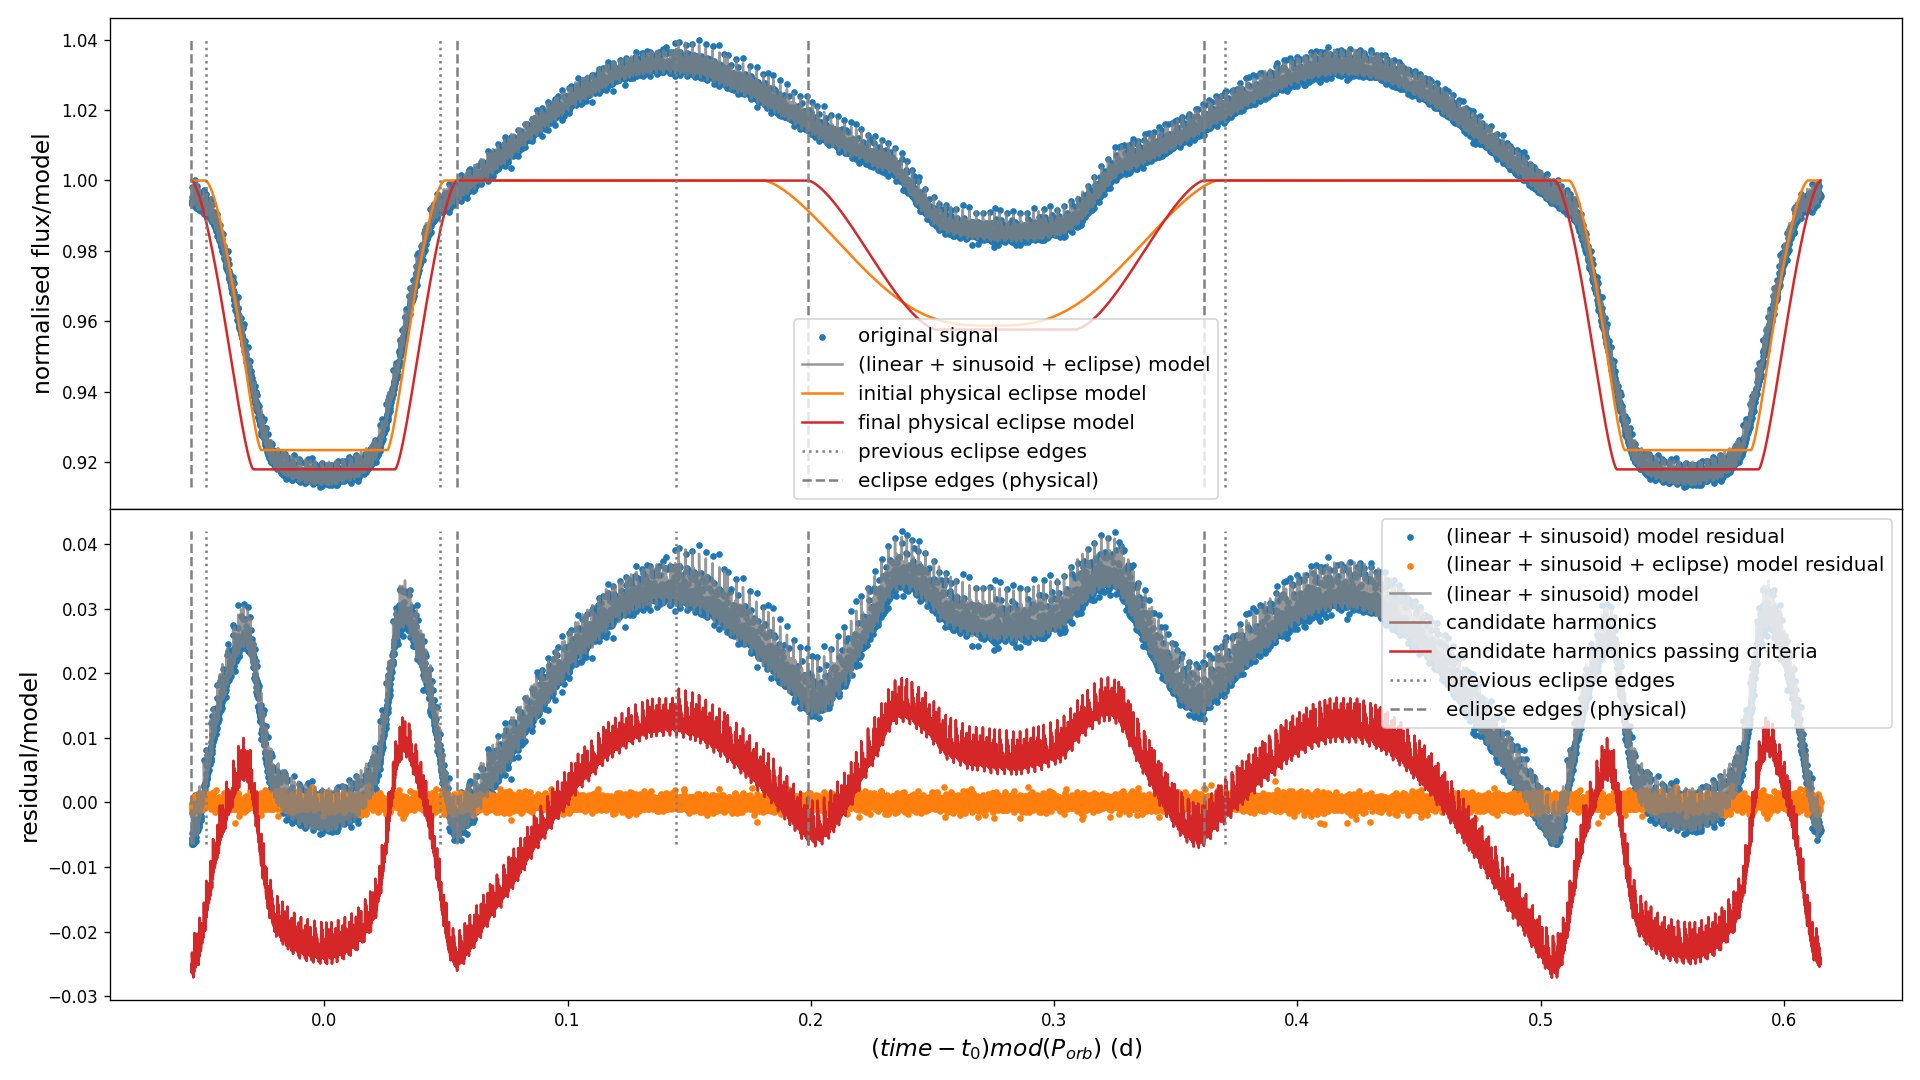 normalised flux/model
1.04
1.02
1.00
0.98
0.96
0.94
0.92
original signal
(linear + sinusoid + eclipse) model
initial physical eclipse model
final physical eclipse model
previous eclipse edges
eclipse edges (physical)
residual/model
0.04
0.03
0.02
0.01
0.00
−0.01
−0.02
−0.03
(linear + sinusoid) model residual
(linear + sinusoid + eclipse) model residual
(linear + sinusoid) model
candidate harmonics
candidate harmonics passing criteria
previous eclipse edges
eclipse edges (physical)
0.0 0.1 0.2 0.3 0.4 0.5 0.6
(time − t₀)mod(P_orb) (d)